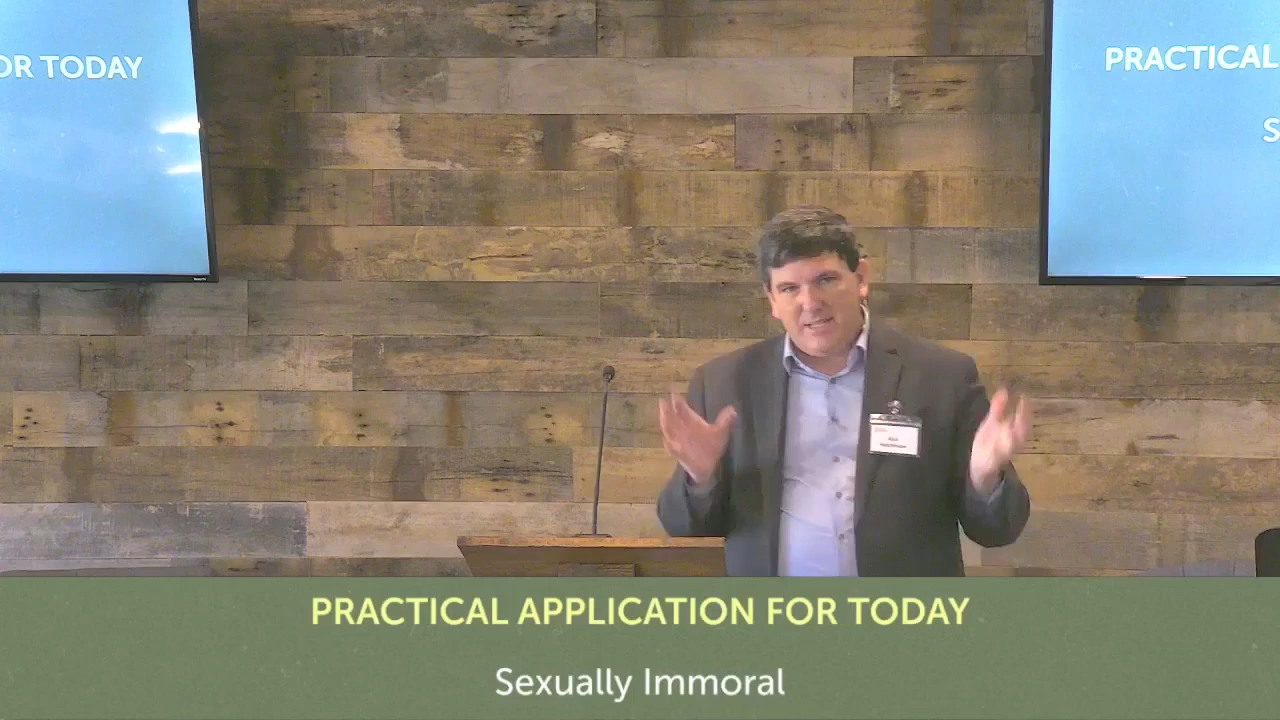 OR TODAY
PRACTICAL
S
PRACTICAL APPLICATION FOR TODAY
Sexually Immoral